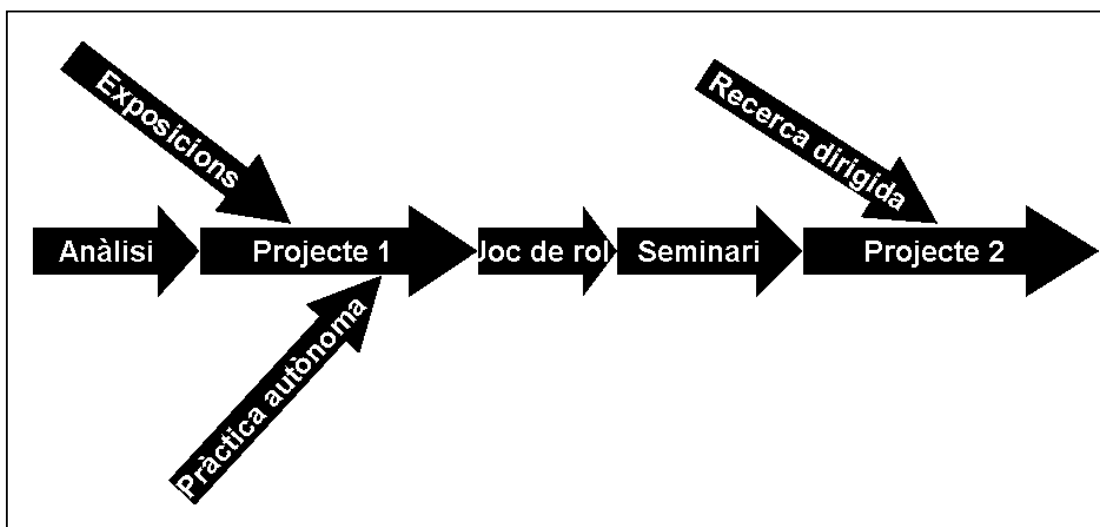 Exposicions
Recerca dirigida
Anàlisi
Projecte 1
Joc de rol
Seminari
Projecte 2
Pràctica autònoma